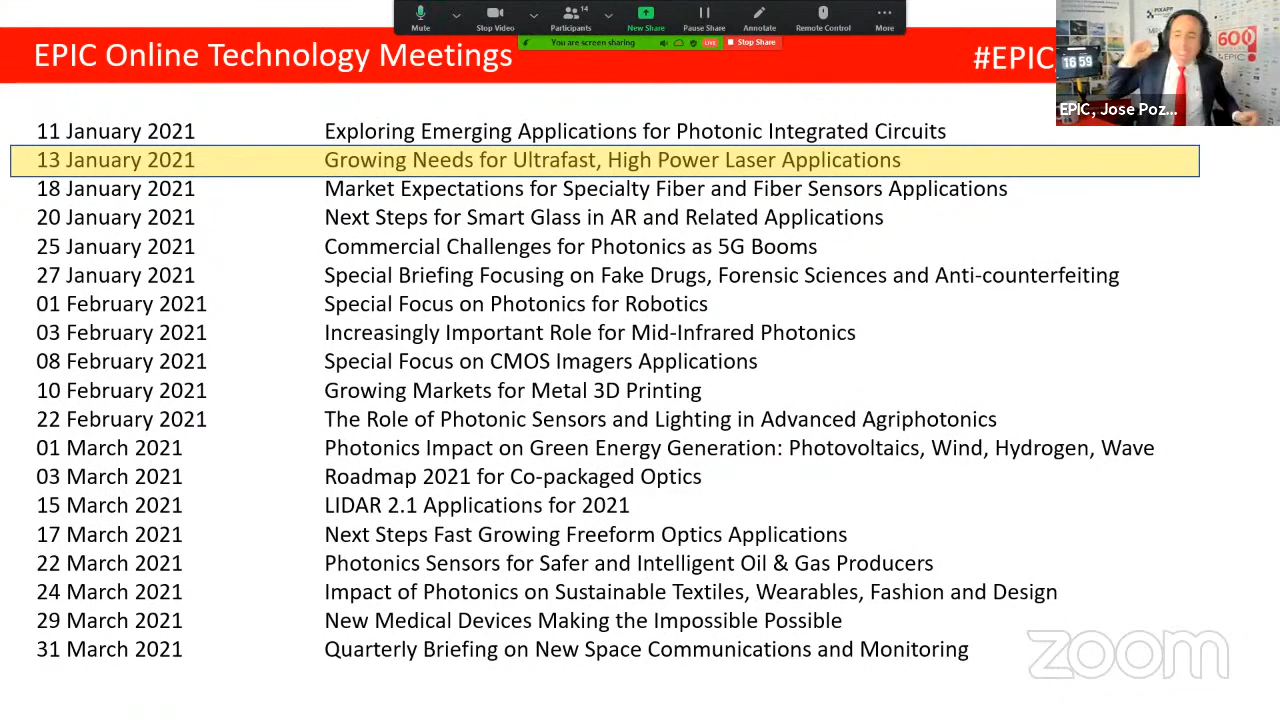 Mute
Stop Video
14
Participants
New Share
Pause Share
Annotate
Remote Control
More
You are screen sharing
LIVE
Stop Share
EPIC Online Technology Meetings
#EPIC
PIXAPP
600
EPIC
16 59
EPIC, Jose Poz...
11 January 2021 Exploring Emerging Applications for Photonic Integrated Circuits
13 January 2021 Growing Needs for Ultrafast, High Power Laser Applications
18 January 2021 Market Expectations for Specialty Fiber and Fiber Sensors Applications
20 January 2021 Next Steps for Smart Glass in AR and Related Applications
25 January 2021 Commercial Challenges for Photonics as 5G Booms
27 January 2021 Special Briefing Focusing on Fake Drugs, Forensic Sciences and Anti-counterfeiting
01 February 2021 Special Focus on Photonics for Robotics
03 February 2021 Increasingly Important Role for Mid-Infrared Photonics
08 February 2021 Special Focus on CMOS Imagers Applications
10 February 2021 Growing Markets for Metal 3D Printing
22 February 2021 The Role of Photonic Sensors and Lighting in Advanced Agriphotonics
01 March 2021 Photonics Impact on Green Energy Generation: Photovoltaics, Wind, Hydrogen, Wave
03 March 2021 Roadmap 2021 for Co-packaged Optics
15 March 2021 LIDAR 2.1 Applications for 2021
17 March 2021 Next Steps Fast Growing Freeform Optics Applications
22 March 2021 Photonics Sensors for Safer and Intelligent Oil & Gas Producers
24 March 2021 Impact of Photonics on Sustainable Textiles, Wearables, Fashion and Design
29 March 2021 New Medical Devices Making the Impossible Possible
31 March 2021 Quarterly Briefing on New Space Communications and Monitoring
zoom